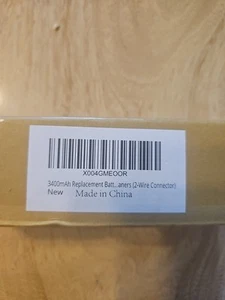 X004GMEOOR
3400mAh Replacement Batt...aners (2-Wire Connector)
New
Made in China